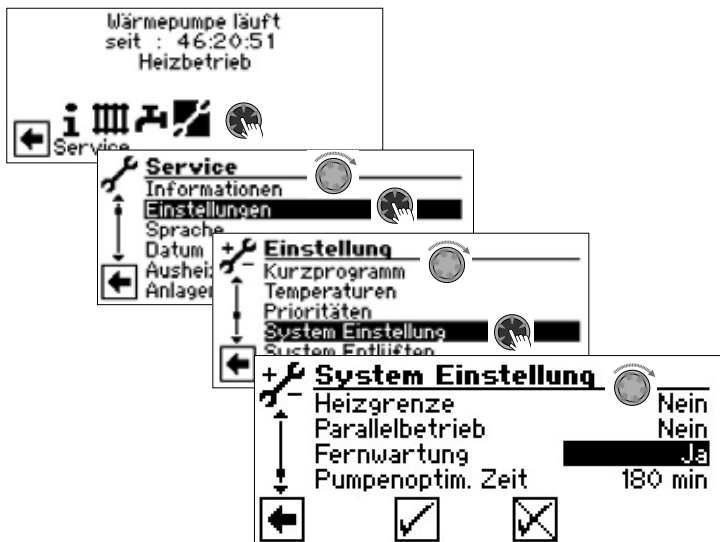 Wärmepumpe läuft
seit : 46:20:51
Heizbetrieb
Service
Service
Informationen
Einstellungen
Sprache
Datum
Aushei
Anlagen
Einstellung
Kurzprogramm
Temperaturen
Prioritäten
System Einstellung
System Entlüften
System Einstellung
Heizgrenze Nein
Parallelbetrieb Nein
Fernwartung Ja
Pumpenoptim. Zeit 180 min